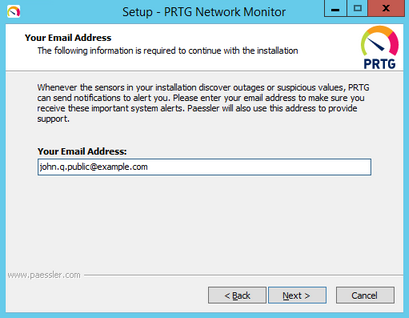 Setup - PRTG Network Monitor
Your Email Address
The following information is required to continue with the installation
PRTG
Whenever the sensors in your installation discover outages or suspicious values, PRTG
can send notifications to alert you. Please enter your email address to make sure you
receive these important system alerts. Paessler will also use this address to provide
support.
Your Email Address:
john.q.public@example.com
www.paessler.com
< Back
Next >
Cancel